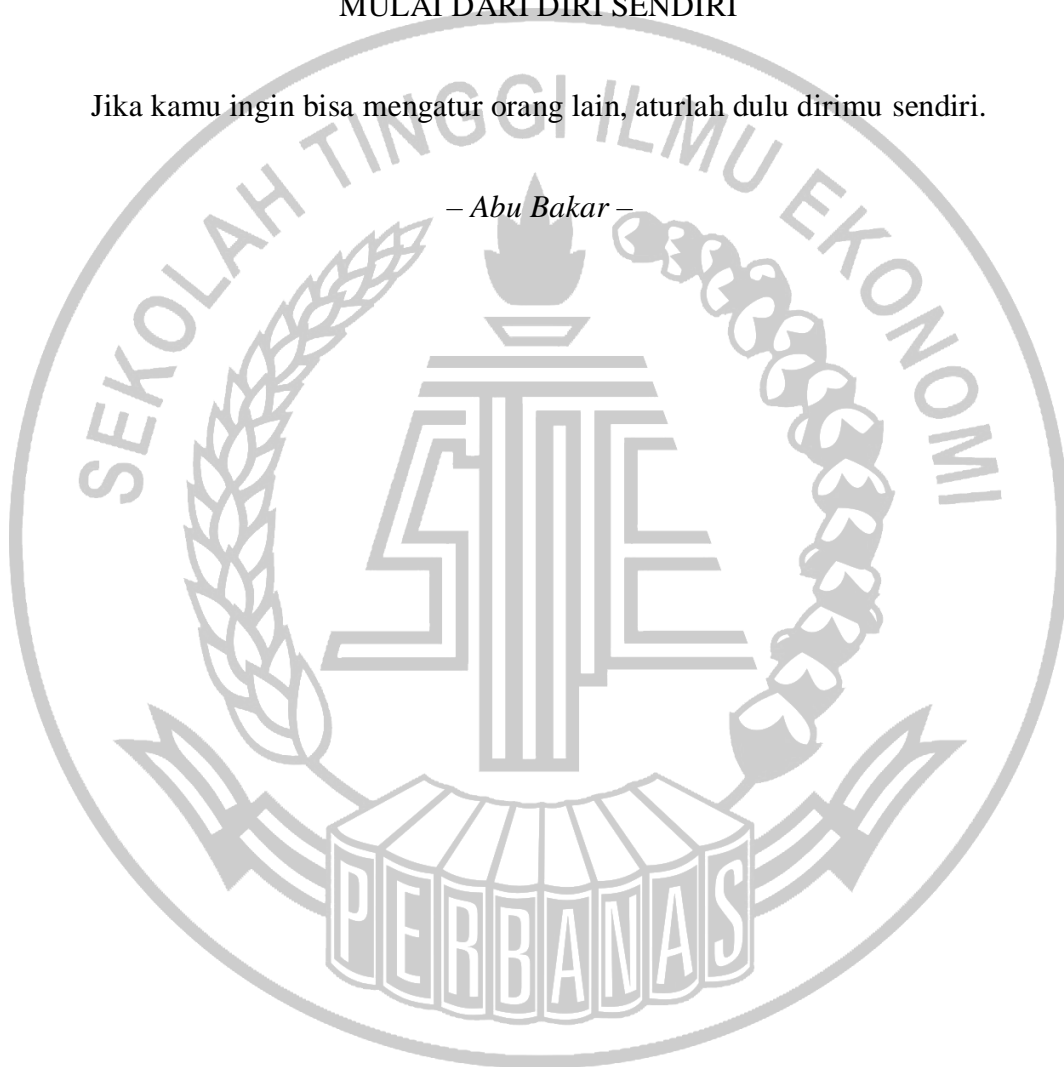 MULAI DARI DIRI SENDIRI
Jika kamu ingin bisa mengatur orang lain, aturlah dulu dirimu sendiri.
– Abu Bakar –
SEKOLAH TINGGI ILMU EKONOMI
STIE
PERBANAS